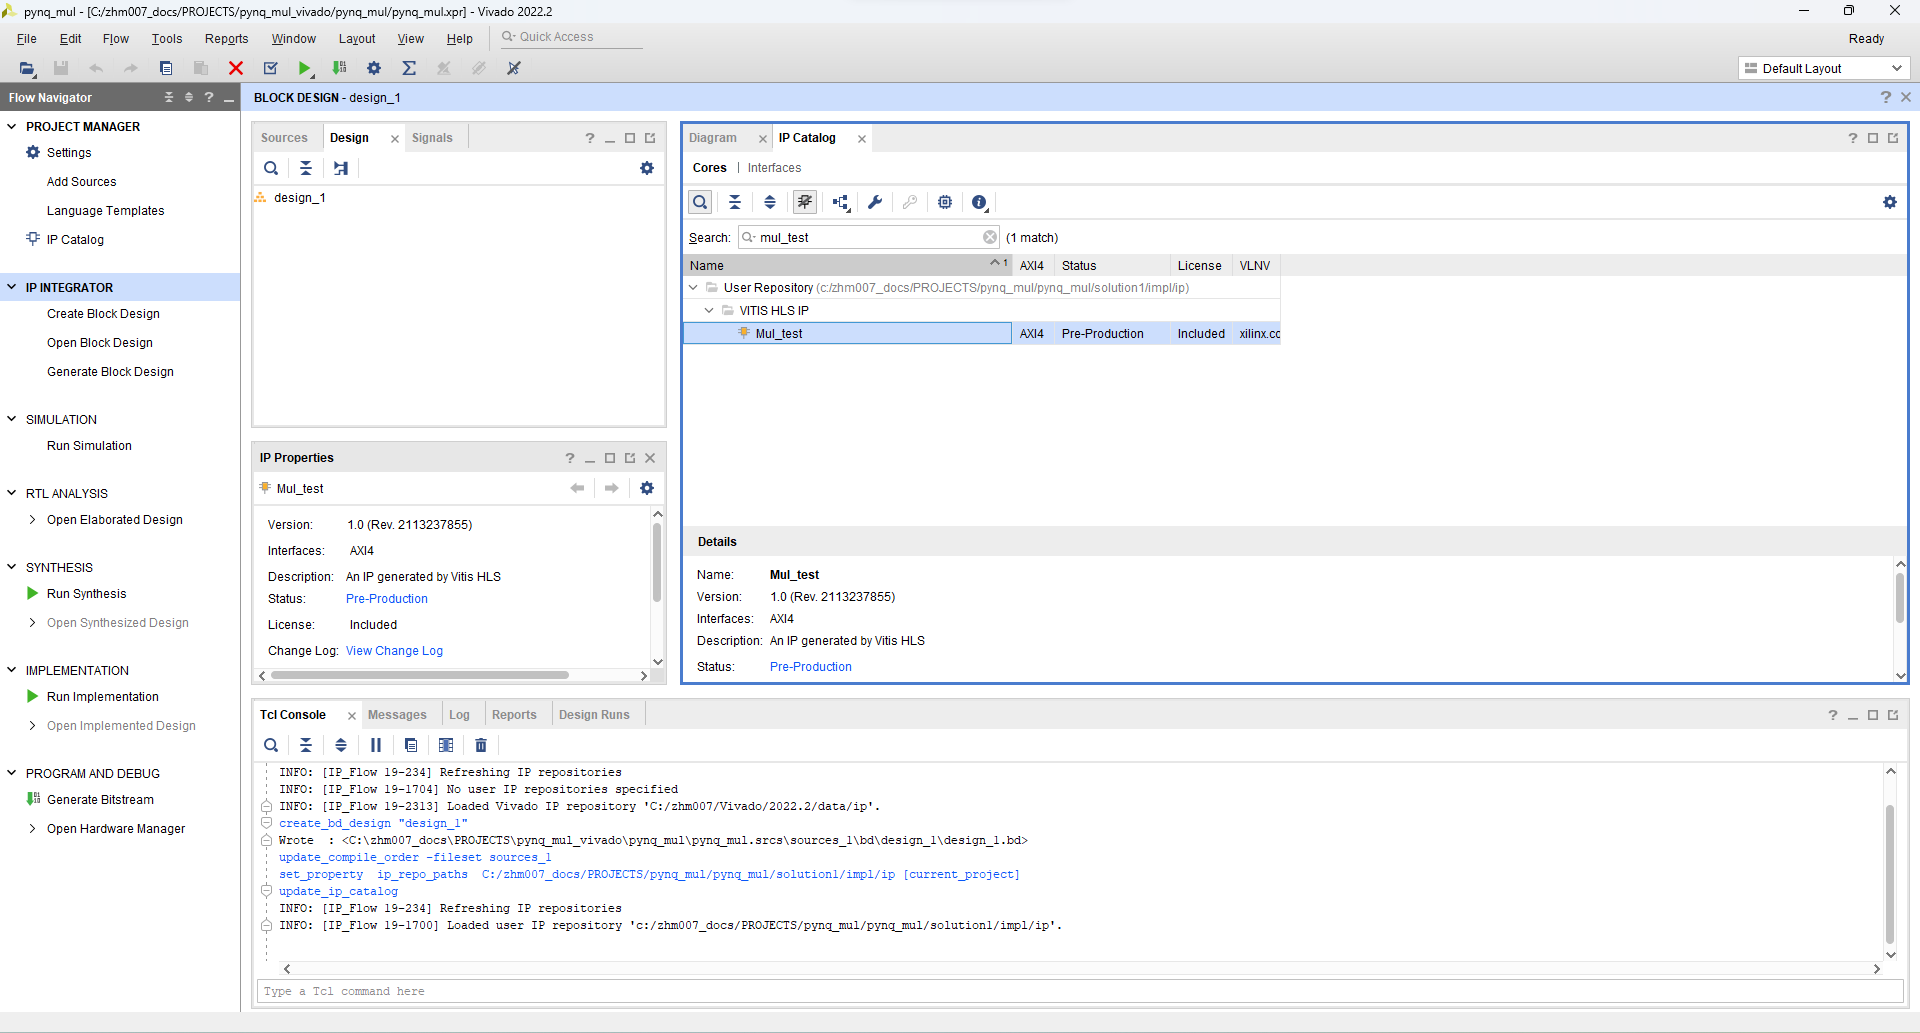 pynq_mul - [C:/zhm007_docs/PROJECTS/pynq_mul_vivado/pynq_mul/pynq_mul.xpr] - Vivado 2022.2
File Edit Flow Tools Reports Window Layout View Help Quick Access
Ready
Default Layout
Flow Navigator
PROJECT MANAGER
Settings
Add Sources
Language Templates
IP Catalog
IP INTEGRATOR
Create Block Design
Open Block Design
Generate Block Design
SIMULATION
Run Simulation
RTL ANALYSIS
Open Elaborated Design
SYNTHESIS
Run Synthesis
Open Synthesized Design
IMPLEMENTATION
Run Implementation
Open Implemented Design
PROGRAM AND DEBUG
Generate Bitstream
Open Hardware Manager
BLOCK DESIGN - design_1
Sources Design Signals
design_1
IP Properties
Mul_test
Version: 1.0 (Rev. 2113237855)
Interfaces: AXI4
Description: An IP generated by Vitis HLS
Status: Pre-Production
License: Included
Change Log: View Change Log
Diagram IP Catalog
Cores | Interfaces
Search: mul_test (1 match)
Name 1 AXI4 Status License VLNV
User Repository (c:/zhm007_docs/PROJECTS/pynq_mul/pynq_mul/solution1/impl/ip)
VITIS HLS IP
Mul_test AXI4 Pre-Production Included xilinx.cc
Details
Name: Mul_test
Version: 1.0 (Rev. 2113237855)
Interfaces: AXI4
Description: An IP generated by Vitis HLS
Status: Pre-Production
Tcl Console Messages Log Reports Design Runs
INFO: [IP_Flow 19-234] Refreshing IP repositories
INFO: [IP_Flow 19-1704] No user IP repositories specified
INFO: [IP_Flow 19-2313] Loaded Vivado IP repository 'C:/zhm007/Vivado/2022.2/data/ip'.
create_bd_design "design_1"
Wrote : <C:\zhm007_docs\PROJECTS\pynq_mul_vivado\pynq_mul\pynq_mul.srcs\sources_1\bd\design_1\design_1.bd>
update_compile_order -fileset sources_1
set_property ip_repo_paths C:/zhm007_docs/PROJECTS/pynq_mul/pynq_mul/solution1/impl/ip [current_project]
update_ip_catalog
INFO: [IP_Flow 19-234] Refreshing IP repositories
INFO: [IP_Flow 19-1700] Loaded user IP repository 'c:/zhm007_docs/PROJECTS/pynq_mul/pynq_mul/solution1/impl/ip'.
Type a Tcl command here